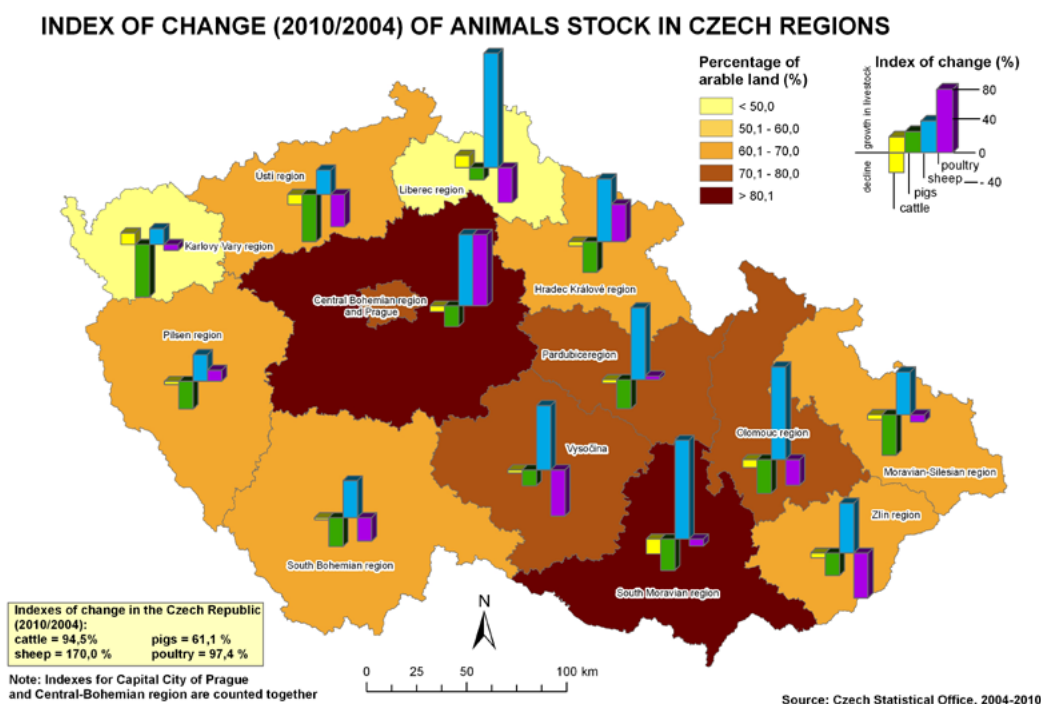 INDEX OF CHANGE (2010/2004) OF ANIMALS STOCK IN CZECH REGIONS
Percentage of
arable land (%)
< 50,0
50,1 - 60,0
60,1 - 70,0
70,1 - 80,0
> 80,1
Index of change (%)
growth in livestock
decline
80
40
0
- 40
poultry
sheep
pigs
cattle
Ústi region
Liberec region
Karlovy Vary region
Hradec Králové region
Central Bohemian region
and Prague
Pilsen region
Pardubiceregion
Olomouc region
Vysočina
Moravian-Silesian region
Zlín region
South Bohemian region
South Moravian region
Indexes of change in the Czech Republic
(2010/2004):
cattle = 94,5% pigs = 61,1 %
sheep = 170,0 % poultry = 97,4 %
Note: Indexes for Capital City of Prague
and Central-Bohemian region are counted together
N
0 25 50 100 km
Source: Czech Statistical Office, 2004-2010